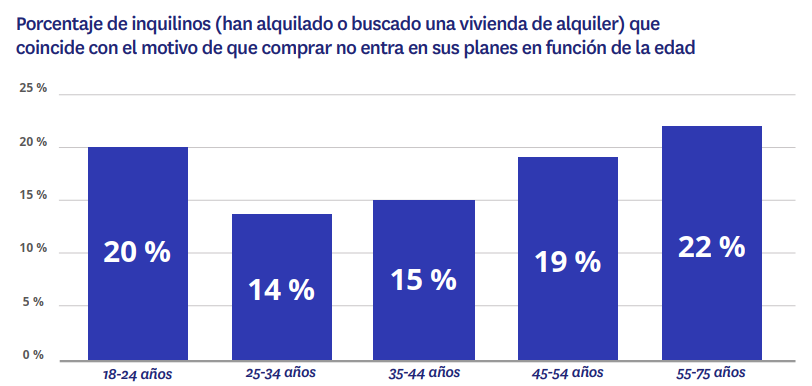 Porcentaje de inquilinos (han alquilado o buscado una vivienda de alquiler) que
coincide con el motivo de que comprar no entra en sus planes en función de la edad
25 %
20 %
15 %
10 %
5 %
0 %
20 %
14 %
15 %
19 %
22 %
18-24 años
25-34 años
35-44 años
45-54 años
55-75 años